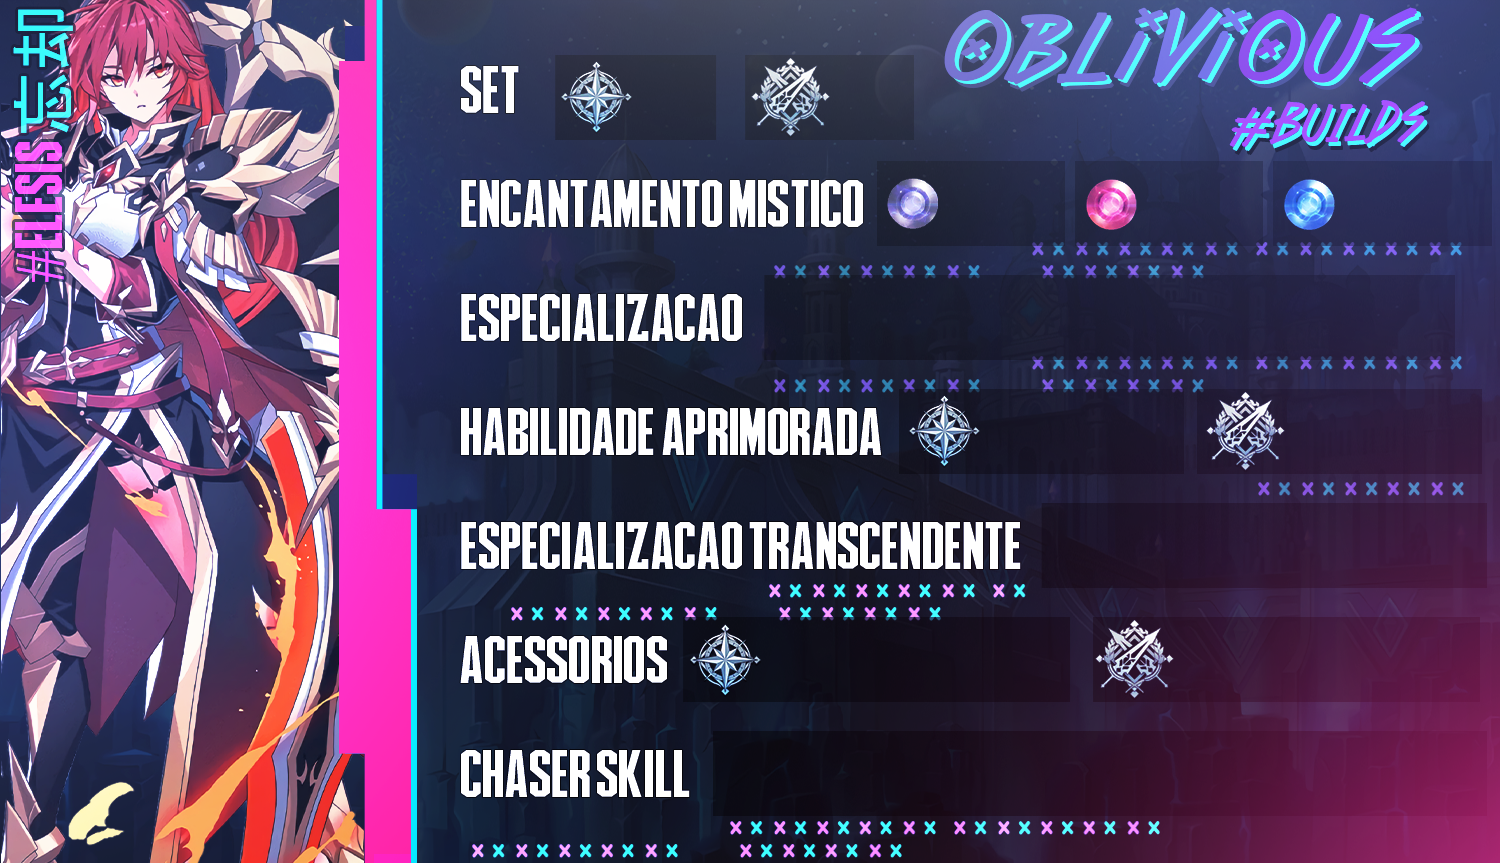 忘却
#ELESIS
OBLIVIOUS
#BUILDS
SET
ENCANTAMENTO MISTICO
ESPECIALIZACAO
HABILIDADE APRIMORADA
ESPECIALIZACAO TRANSCENDENTE
ACESSORIOS
CHASER SKILL